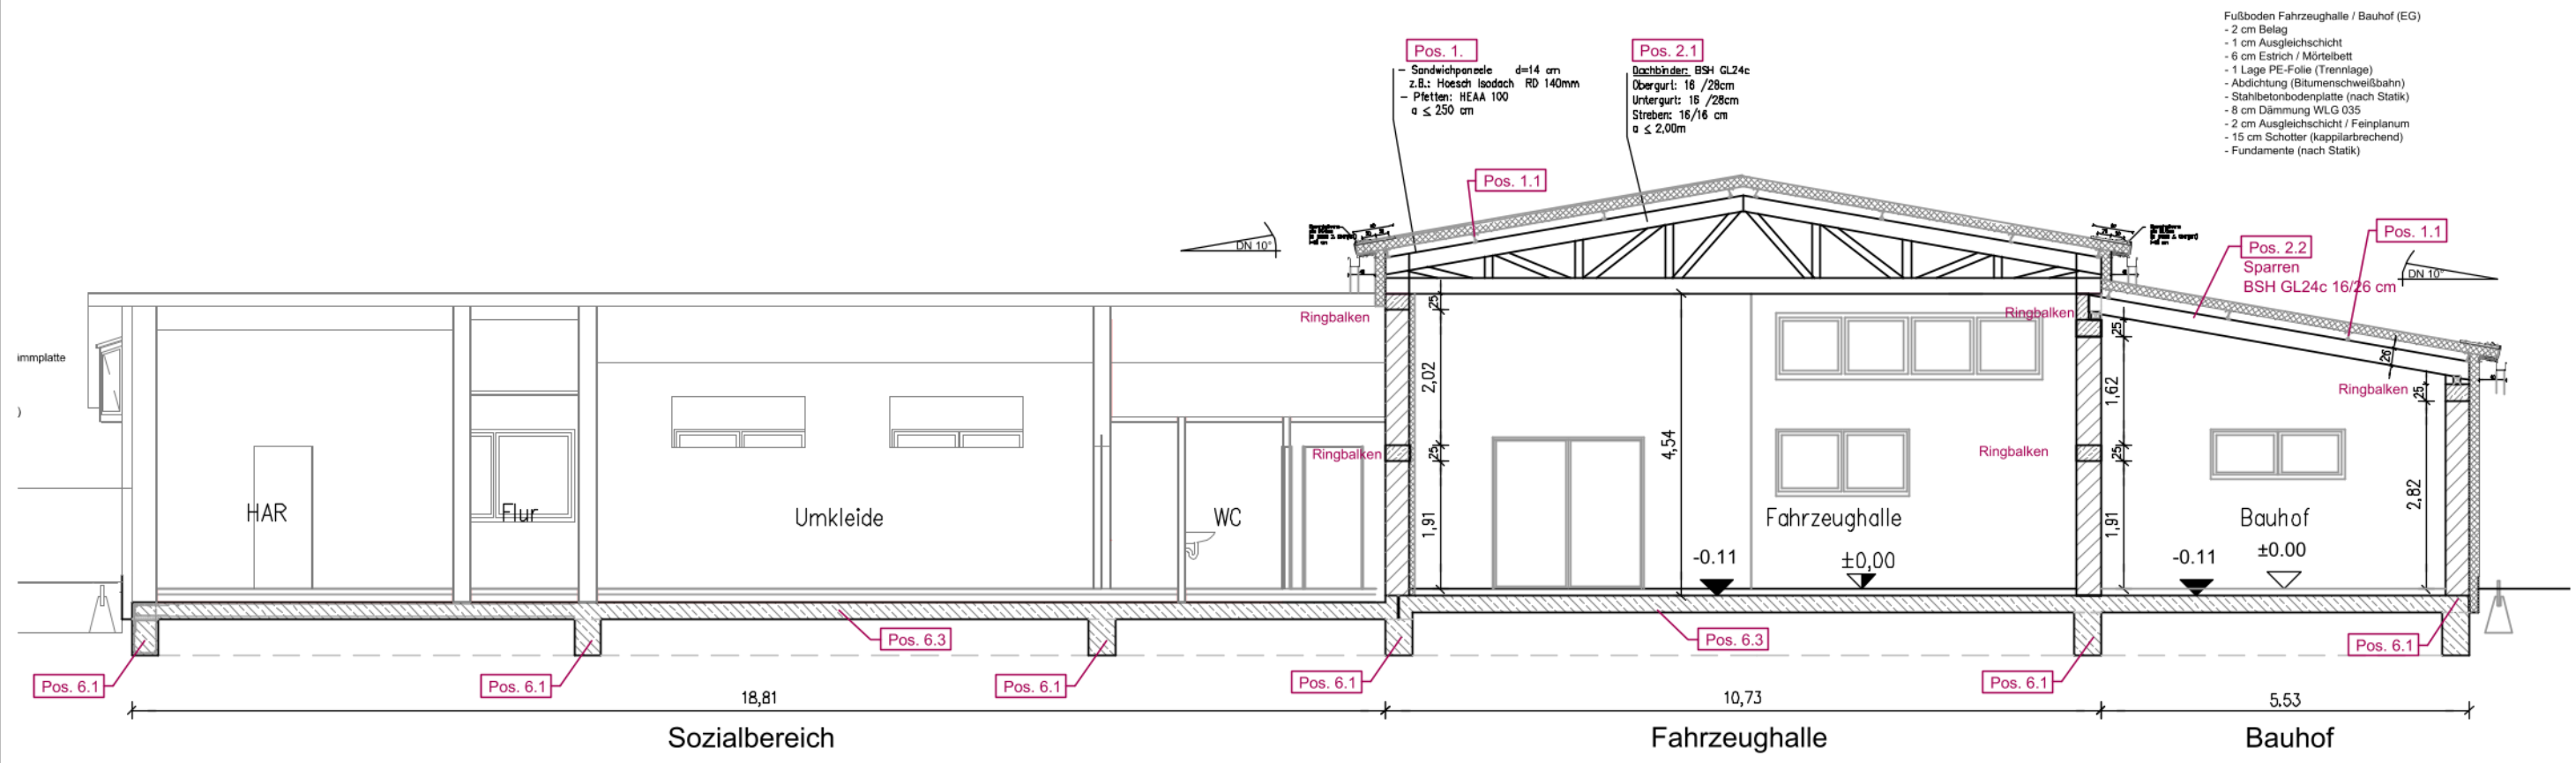 Fußboden Fahrzeughalle / Bauhof (EG)
- 2 cm Belag
- 1 cm Ausgleichschicht
- 6 cm Estrich / Mörtelbett
- 1 Lage PE-Folie (Trennlage)
- Abdichtung (Bitumenschweißbahn)
- Stahlbetonbodenplatte (nach Statik)
- 8 cm Dämmung WLG 035
- 2 cm Ausgleichschicht / Feinplanum
- 15 cm Schotter (kappilarbrechend)
- Fundamente (nach Statik)
Pos. 1.
- Sandwichpaneele d=14 cm
z.B.: Hoesch Isodach RD 140mm
- Pfetten: HEAA 100
a ≤ 250 cm
Pos. 2.1
Dachbinder: BSH GL24c
Obergurt: 16 /28cm
Untergurt: 16 /28cm
Streben: 16/16 cm
a ≤ 2,00m
Pos. 1.1
DN 10°
Pos. 2.2
Sparren
BSH GL24c 16/26 cm
Pos. 1.1
DN 10°
Ringbalken
25
Ringbalken
25
26
immplatte
2,02
1,62
Ringbalken
25
)
4,54
Ringbalken
25
Ringbalken
25
2,82
HAR
Flur
Umkleide
WC
1,91
Fahrzeughalle
1,91
Bauhof
-0.11
±0,00
-0.11
±0.00
Pos. 6.3
Pos. 6.3
Pos. 6.1
Pos. 6.1
Pos. 6.1
Pos. 6.1
Pos. 6.1
Pos. 6.1
18,81
10,73
5.53
Sozialbereich
Fahrzeughalle
Bauhof